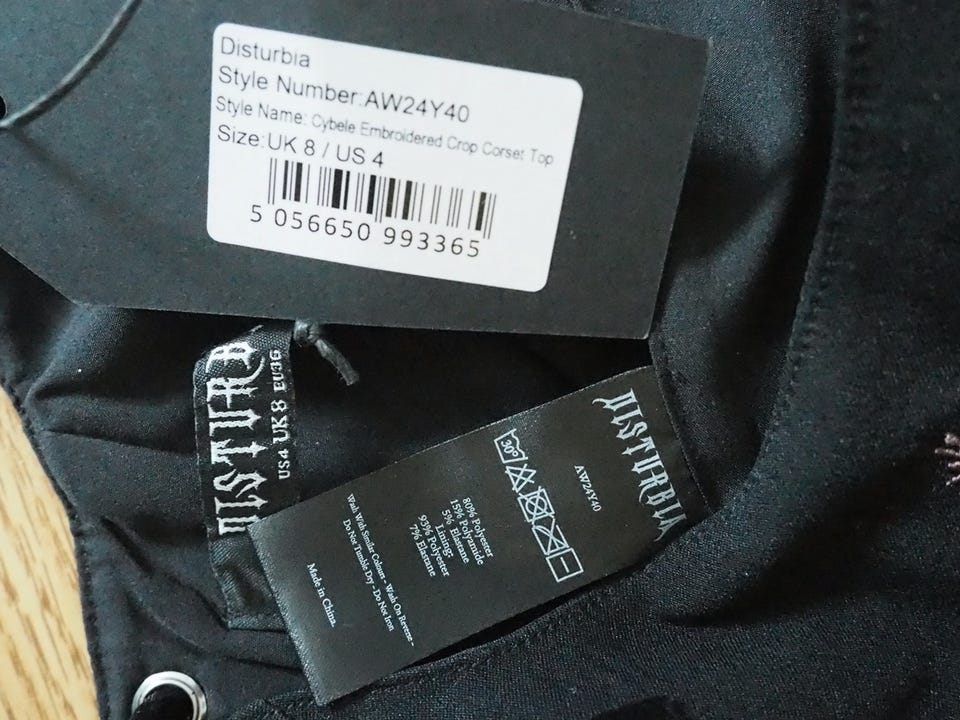 Disturbia
Style Number:AW24Y40
Style Name: Cybele Embroidered Crop Corset Top
Size:UK 8 / US 4
5 056650 993365
DISTURB
US4 UK8 EU36
DISTURBIA
AW24Y40
30°
80% Polyester
15% Polyamide
5% Elastane
Lining:
93% Polyester
7% Elastane
Wash With Similar Colours - Wash On Reverse -
Do Not Tumble Dry - Do Not Iron
Made in China.